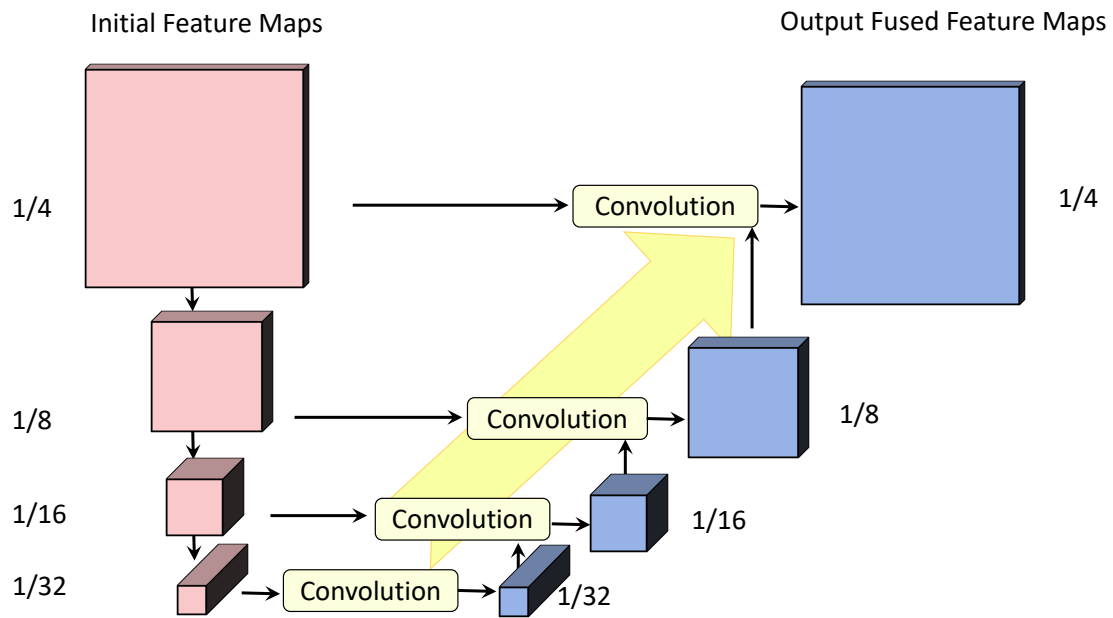 Initial Feature Maps
Output Fused Feature Maps
1/4
Convolution
1/4
1/8
Convolution
1/8
1/16
Convolution
1/16
1/32
Convolution
1/32